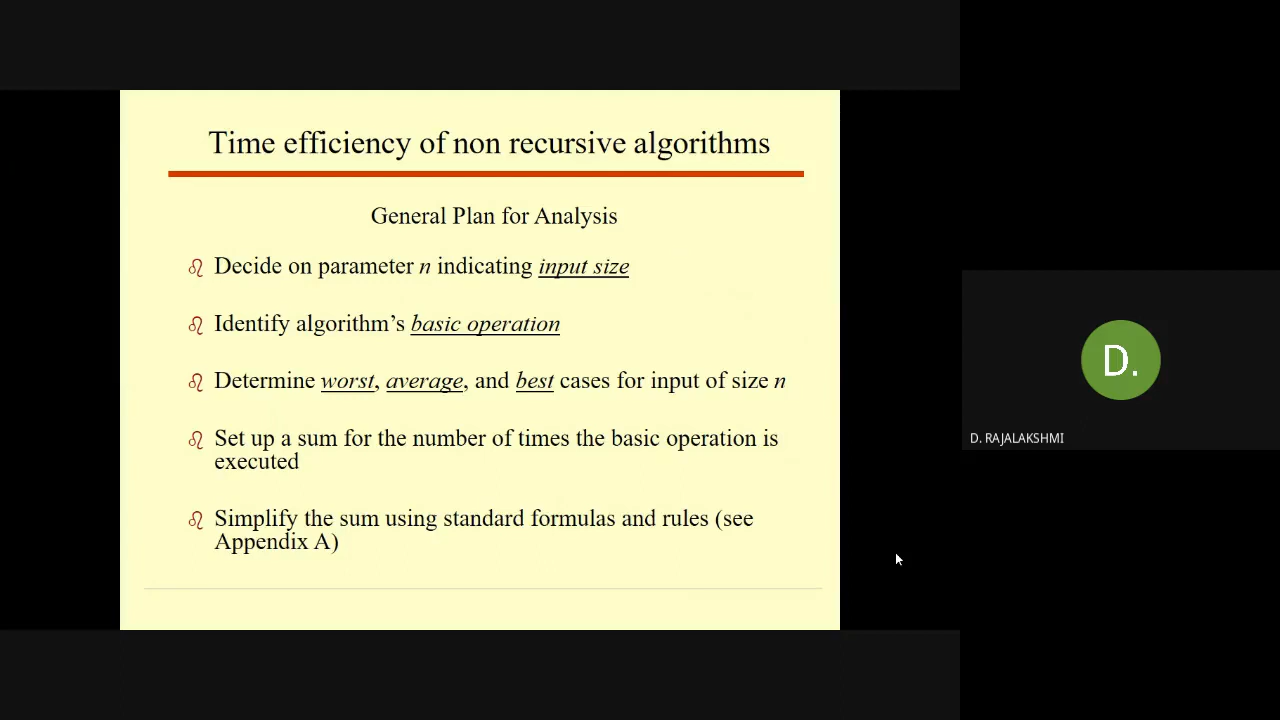 Time efficiency of non recursive algorithms
General Plan for Analysis
Decide on parameter n indicating input size
Identify algorithm’s basic operation
Determine worst, average, and best cases for input of size n
Set up a sum for the number of times the basic operation is
executed
Simplify the sum using standard formulas and rules (see
Appendix A)
D.
D. RAJALAKSHMI